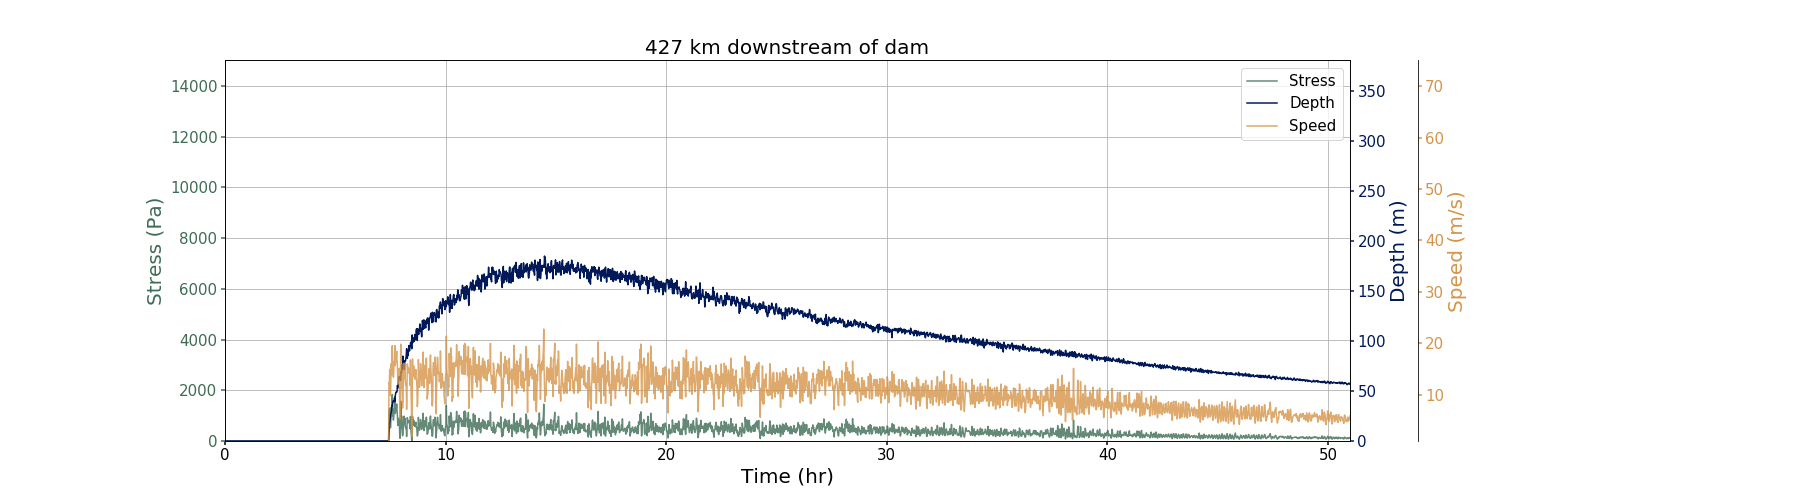 427 km downstream of dam
Stress (Pa)
14000
12000
10000
8000
6000
4000
2000
0
Stress
Depth
Speed
350
300
250
200
150
100
50
0
Depth (m)
70
60
50
40
30
20
10
Speed (m/s)
0 10 20 30 40 50
Time (hr)